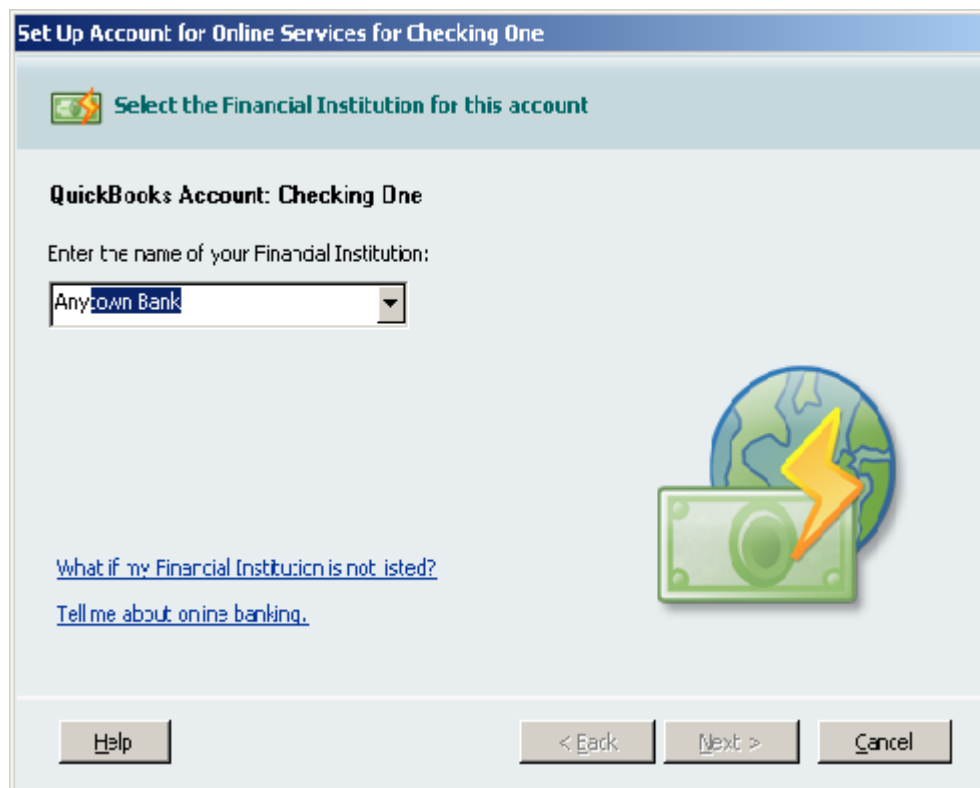 Set Up Account for Online Services for Checking One
Select the Financial Institution for this account
QuickBooks Account: Checking One
Enter the name of your Financial Institution:
Anytown Bank
What if my Financial Institution is not listed?
Tell me about online banking.
Help
< Back
Next >
Cancel